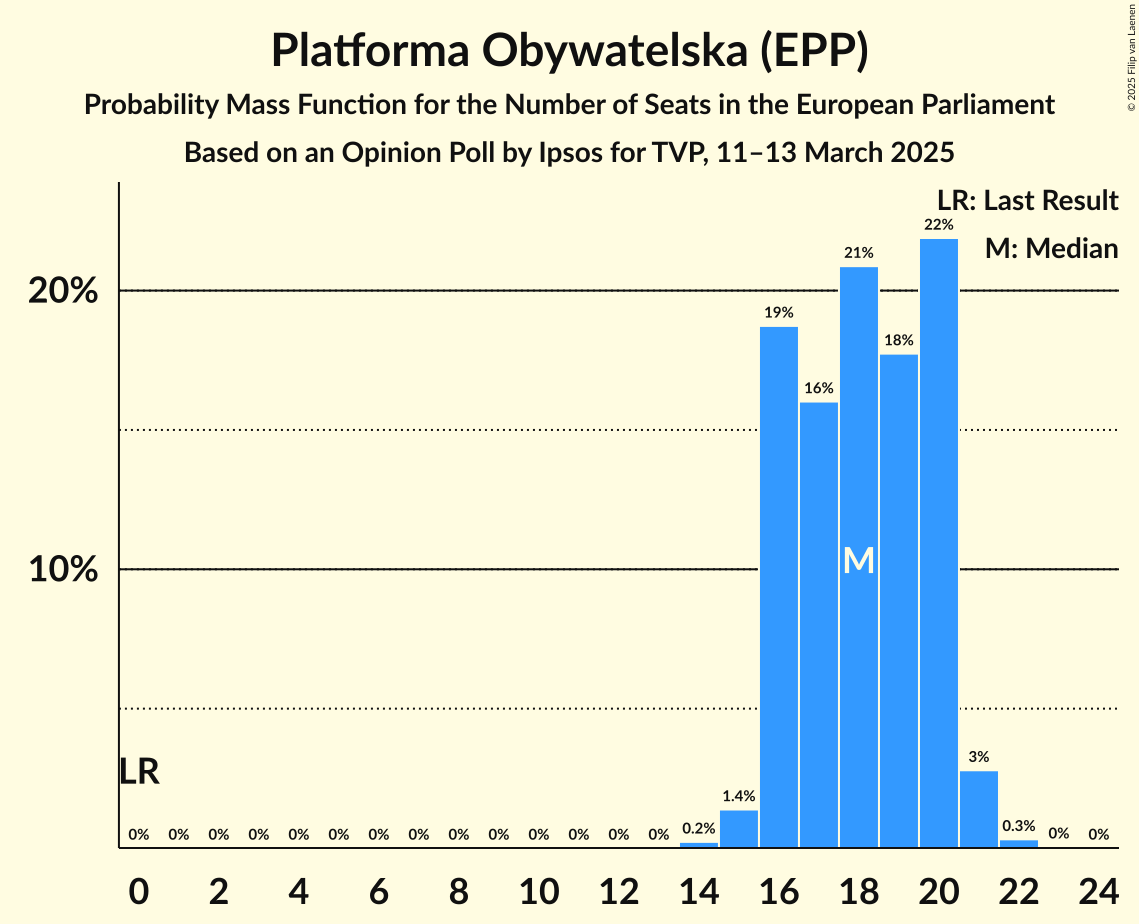 Platforma Obywatelska (EPP)
Probability Mass Function for the Number of Seats in the European Parliament
Based on an Opinion Poll by Ipsos for TVP, 11–13 March 2025
© 2025 Filip van Laenen
LR: Last Result
M: Median
20%
10%
LR
M
0% 0% 0% 0% 0% 0% 0% 0% 0% 0% 0% 0% 0% 0% 0.2% 1.4% 19% 16% 21% 18% 22% 3% 0.3% 0% 0%
0 2 4 6 8 10 12 14 16 18 20 22 24